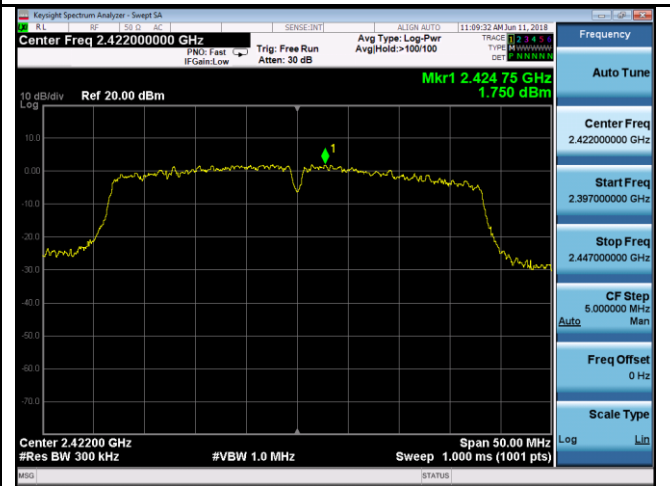 Keysight Spectrum Analyzer - Swept SA
RL RF 50 Ω AC SENSE:INT ALIGN AUTO 11:09:32 AM Jun 11, 2018
Center Freq 2.422000000 GHz
PNO: Fast
IFGain:Low
Trig: Free Run
Atten: 30 dB
Avg Type: Log-Pwr
Avg|Hold:>100/100
TRACE 1 2 3 4 5 6
TYPE M WWWWW
DET P N N N N N
Frequency
Mkr1 2.424 75 GHz
1.750 dBm
10 dB/div Ref 20.00 dBm
Log
10.0
0.00
-10.0
-20.0
-30.0
-40.0
-50.0
-60.0
-70.0
1
Center 2.42200 GHz Span 50.00 MHz
#Res BW 300 kHz #VBW 1.0 MHz Sweep 1.000 ms (1001 pts)
MSG STATUS
Auto Tune
Center Freq
2.422000000 GHz
Start Freq
2.397000000 GHz
Stop Freq
2.447000000 GHz
CF Step
5.000000 MHz
Auto Man
Freq Offset
0 Hz
Scale Type
Log Lin